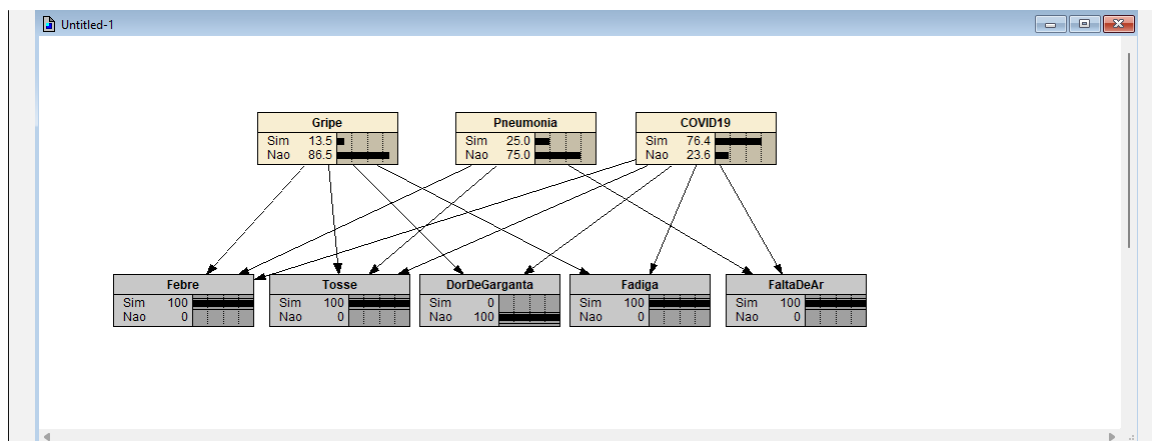 Untitled-1
Gripe
Sim 13.5
Nao 86.5
Pneumonia
Sim 25.0
Nao 75.0
COVID19
Sim 76.4
Nao 23.6
Febre
Sim 100
Nao 0
Tosse
Sim 100
Nao 0
DorDeGarganta
Sim 0
Nao 100
Fadiga
Sim 100
Nao 0
FaltaDeAr
Sim 100
Nao 0